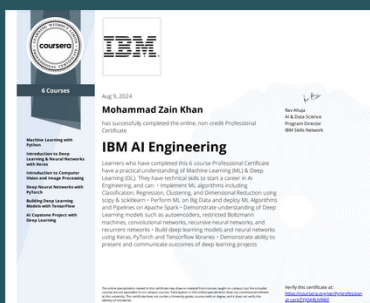 coursera
IBM
6 Courses
Machine Learning with
Python
Introduction to Deep
Learning & Neural Networks
with Keras
Introduction to Computer
Vision and Image Processing
Deep Neural Networks with
PyTorch
Building Deep Learning
Models with TensorFlow
AI Capstone Project with
Deep Learning
Aug 9, 2024
Mohammad Zain Khan
has successfully completed the online, non-credit Professional
Certificate
IBM AI Engineering
Learners who have completed this 6 course Professional Certificate
have a practical understanding of Machine Learning (ML) & Deep
Learning (DL). They have technical skills to start a career in AI
Engineering, and can: • Implement ML algorithms including
Classification, Regression, Clustering, and Dimensional Reduction using
scipy & scikitlearn • Perform ML on Big Data and deploy ML Algorithms
and Pipelines on Apache Spark • Demonstrate understanding of Deep
Learning models such as autoencoders, restricted Boltzmann
machines, convolutional networks, recursive neural networks, and
recurrent networks • Build deep learning models and neural networks
using Keras, PyTorch and Tensorflow libraries • Demonstrate ability to
present and communicate outcomes of deep learning projects
Rav Ahuja
AI & Data Science
Program Director
IBM Skills Network
Verify this certificate at: